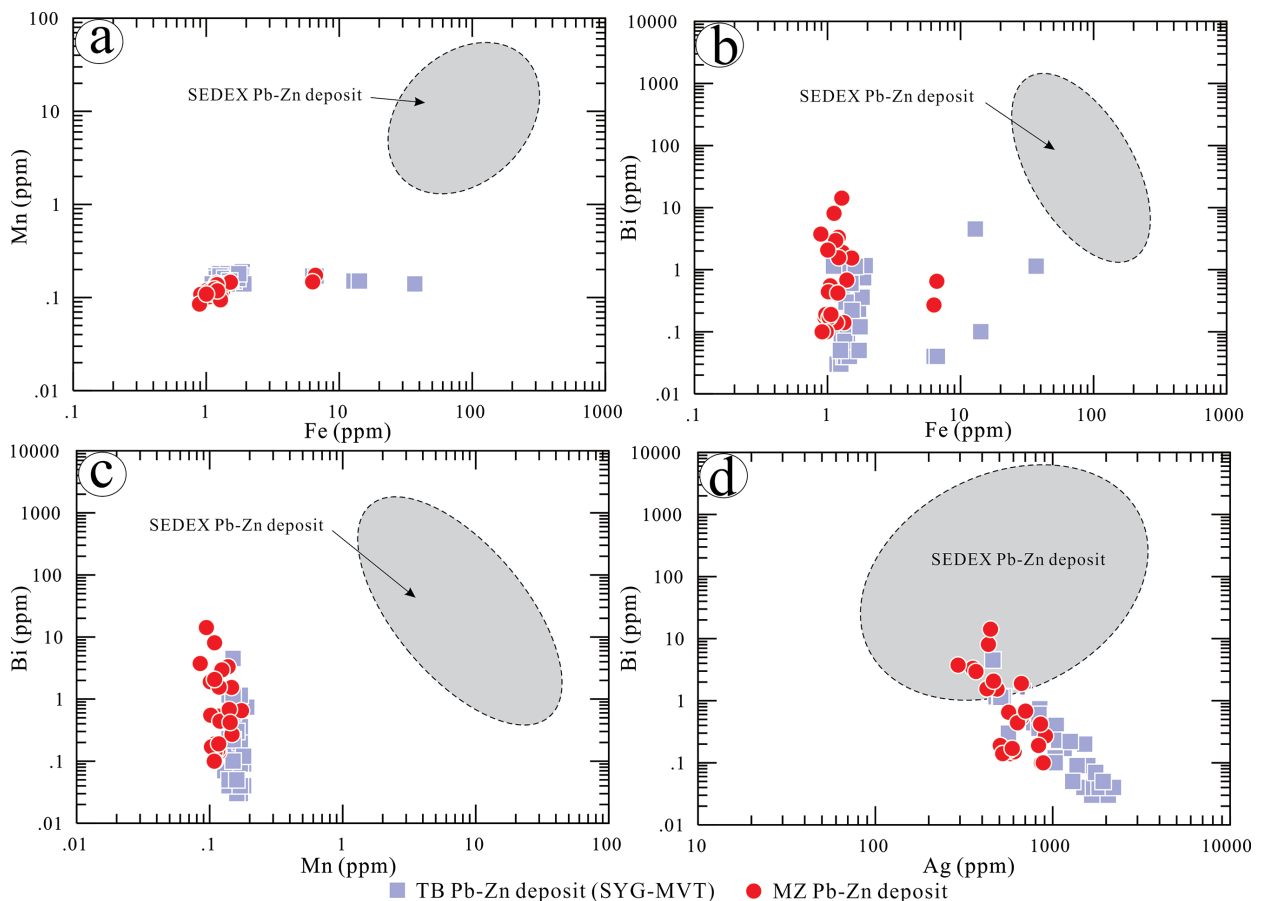 a
100
10
1
.1
.01
Mn (ppm)
SEDEX Pb-Zn deposit
.1 1 10 100 1000
Fe (ppm)
b
10000
1000
100
10
1
.1
.01
Bi (ppm)
SEDEX Pb-Zn deposit
.1 1 10 100 1000
Fe (ppm)
c
10000
1000
100
10
1
.1
.01
Bi (ppm)
SEDEX Pb-Zn deposit
.01 .1 1 10 100
Mn (ppm)
d
10000
1000
100
10
1
.1
.01
Bi (ppm)
SEDEX Pb-Zn deposit
10 100 1000 10000
Ag (ppm)
TB Pb-Zn deposit (SYG-MVT) MZ Pb-Zn deposit